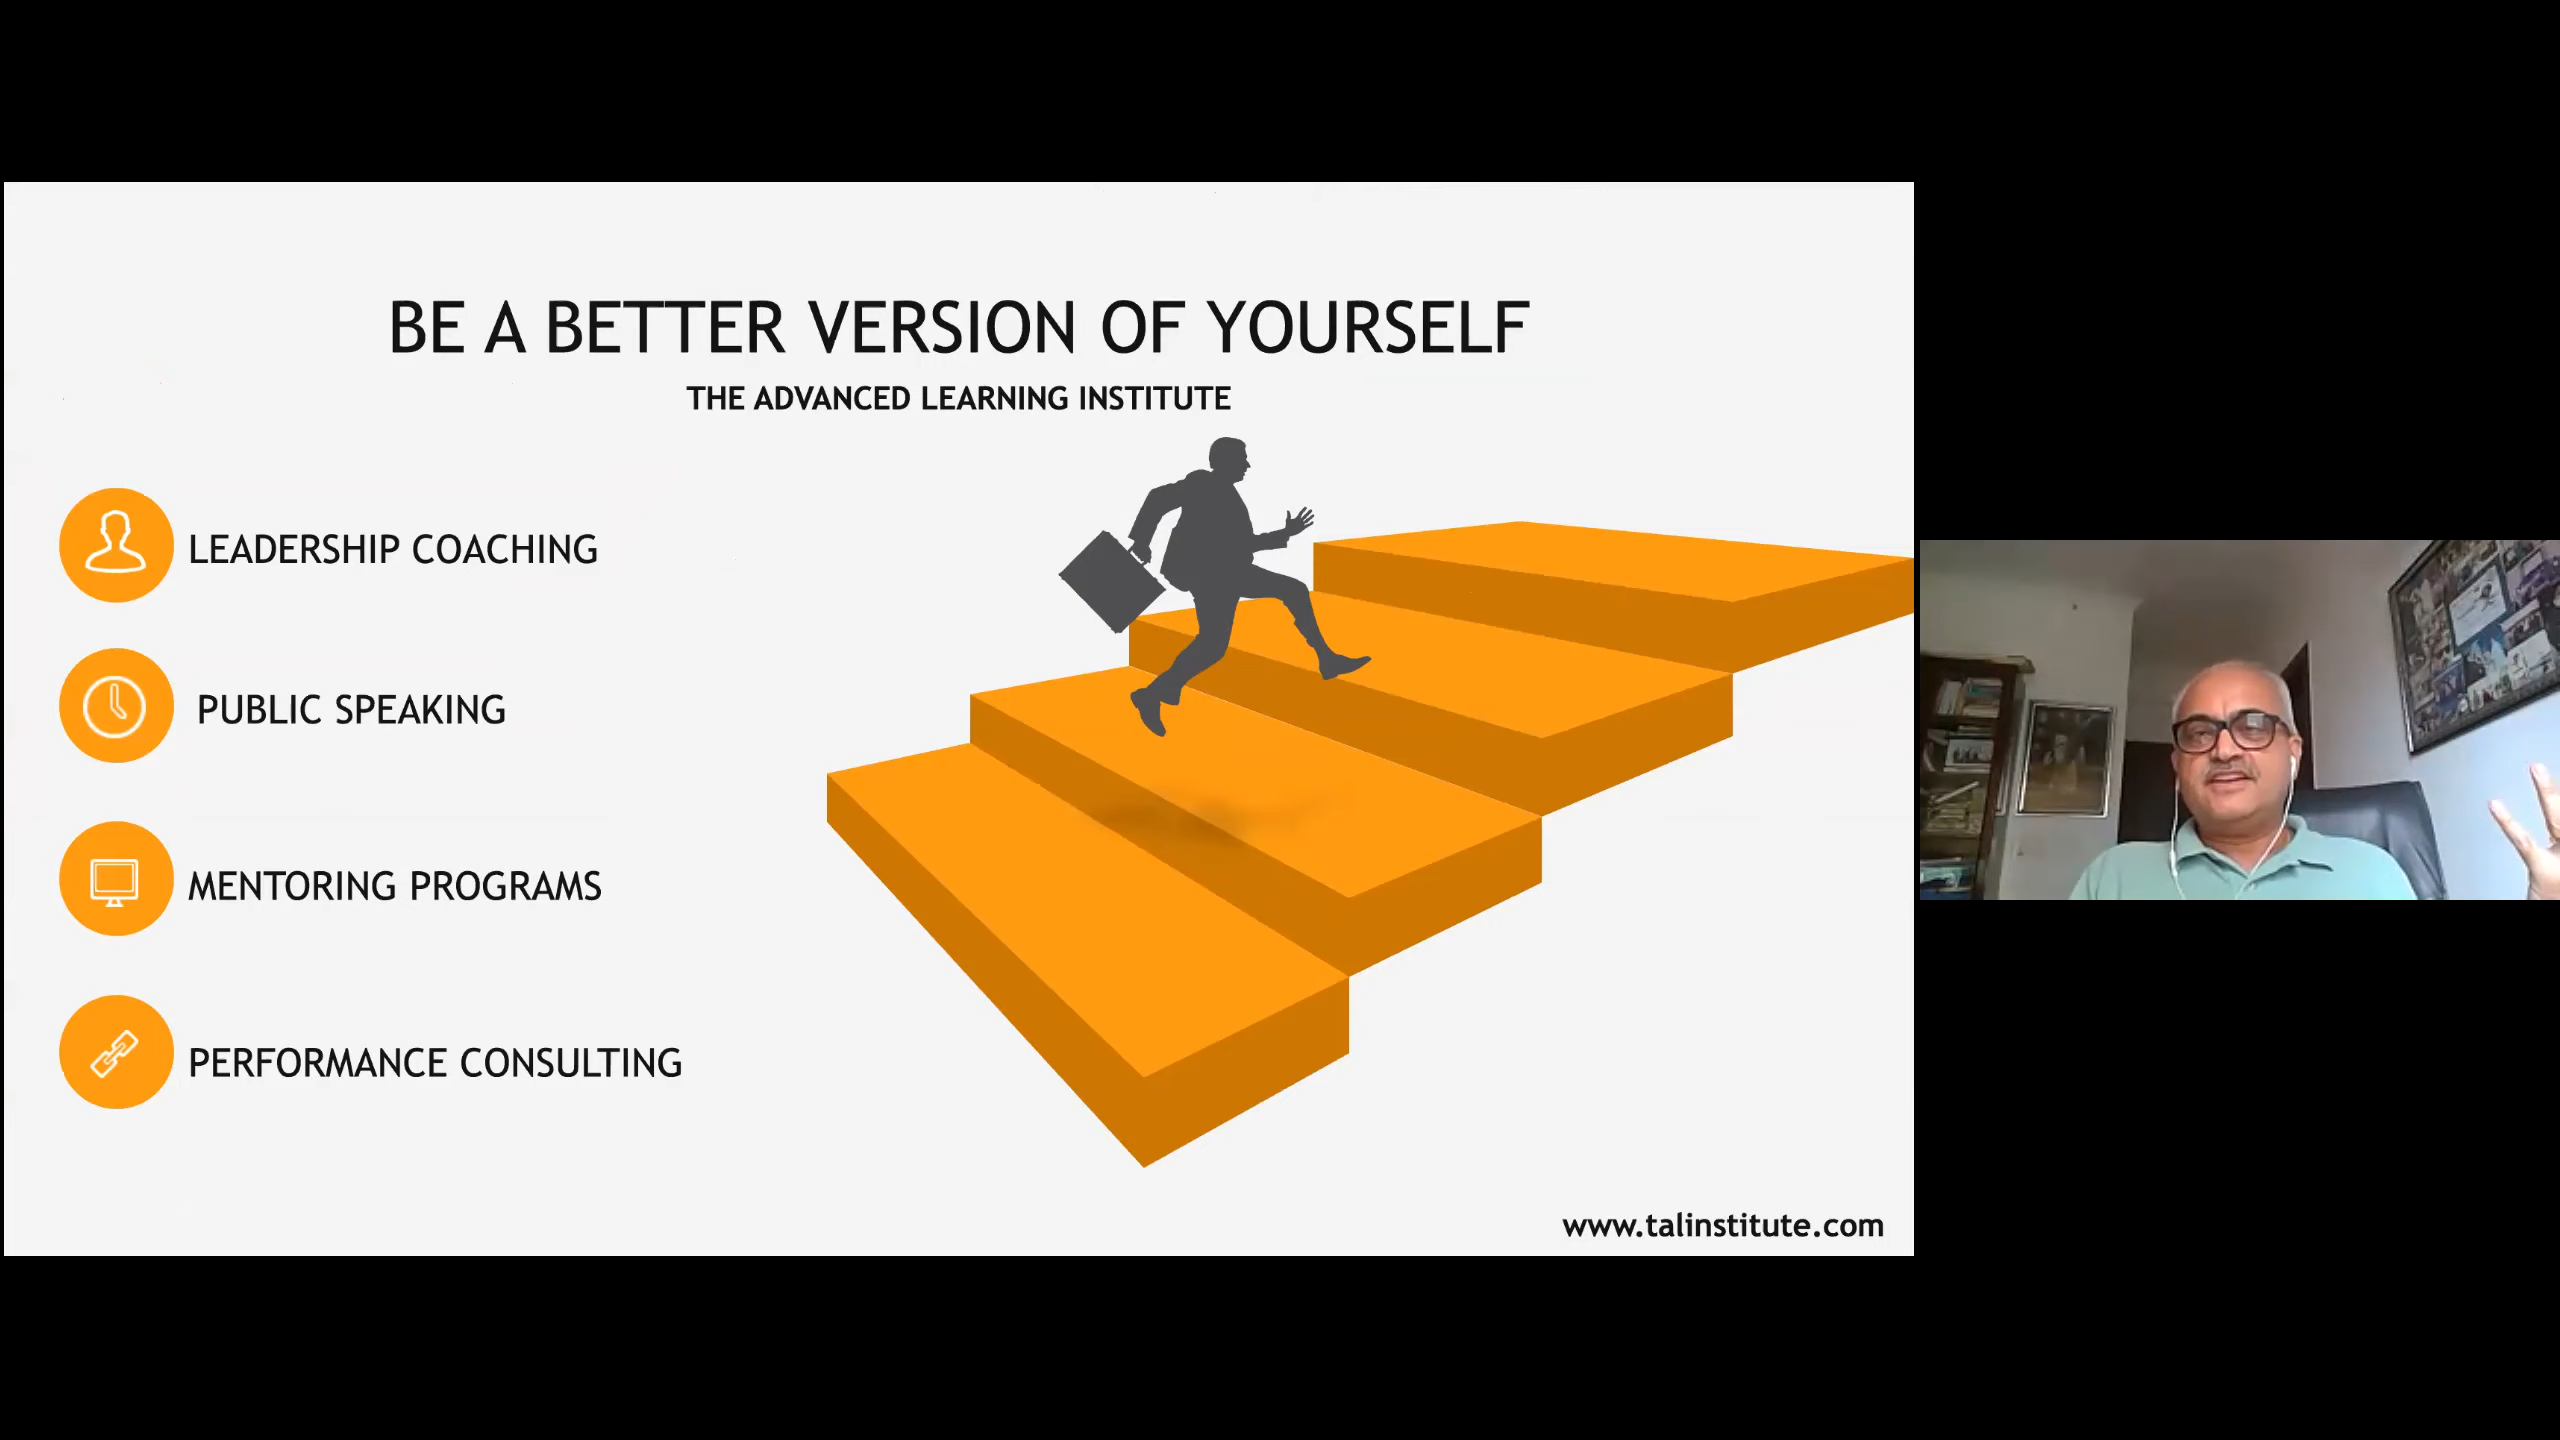 BE A BETTER VERSION OF YOURSELF
THE ADVANCED LEARNING INSTITUTE
LEADERSHIP COACHING
PUBLIC SPEAKING
MENTORING PROGRAMS
PERFORMANCE CONSULTING
www.talinstitute.com